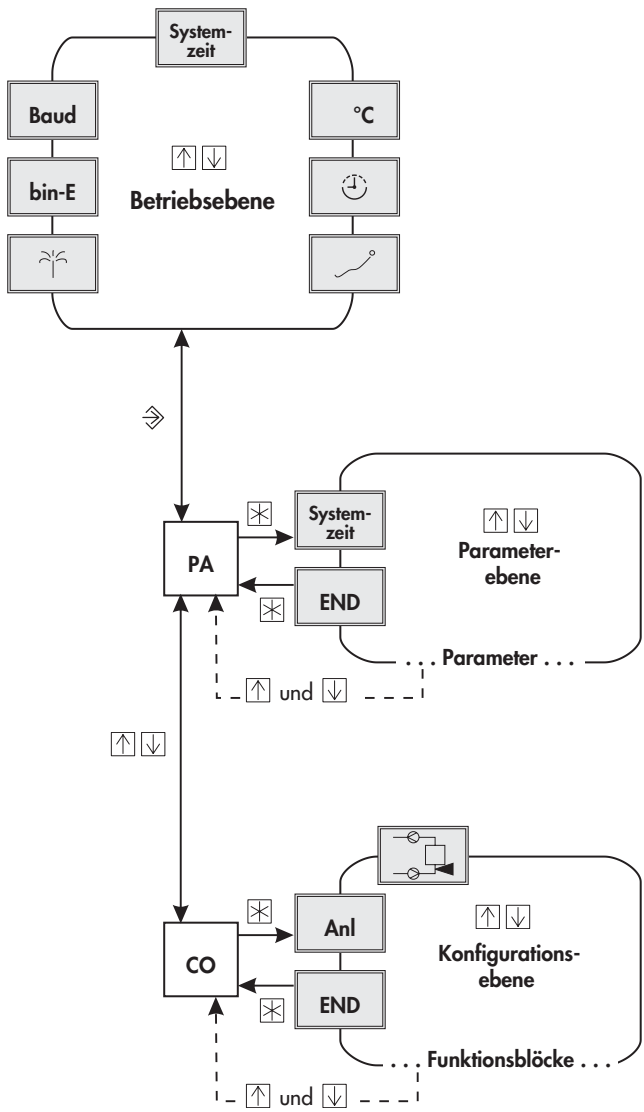 System-
zeit
Baud
°C
bin-E
Betriebsebene
PA
System-
zeit
END
Parameter-
ebene
. . . Parameter . . .
und
CO
Anl
END
Konfigurations-
ebene
. . . Funktionsblöcke . . .
und